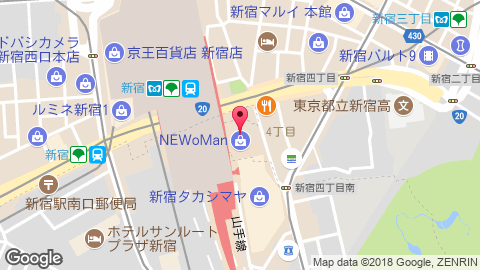 新宿マルイ 本館
新宿三丁目
ドバシカメラ
新宿西口本店
京王百貨店 新宿店
430
新宿バルト9
新宿
新宿四丁目
新宿二丁目
ルミネ新宿1
20
東京都立新宿高
20
4丁目
NEWoMan
新宿
新宿タカシマヤ
新宿四丁目南
新宿駅南口郵便局
山手線
ホテルサンルート
プラザ新宿
Google
Map data ©2018 Google, ZENRIN